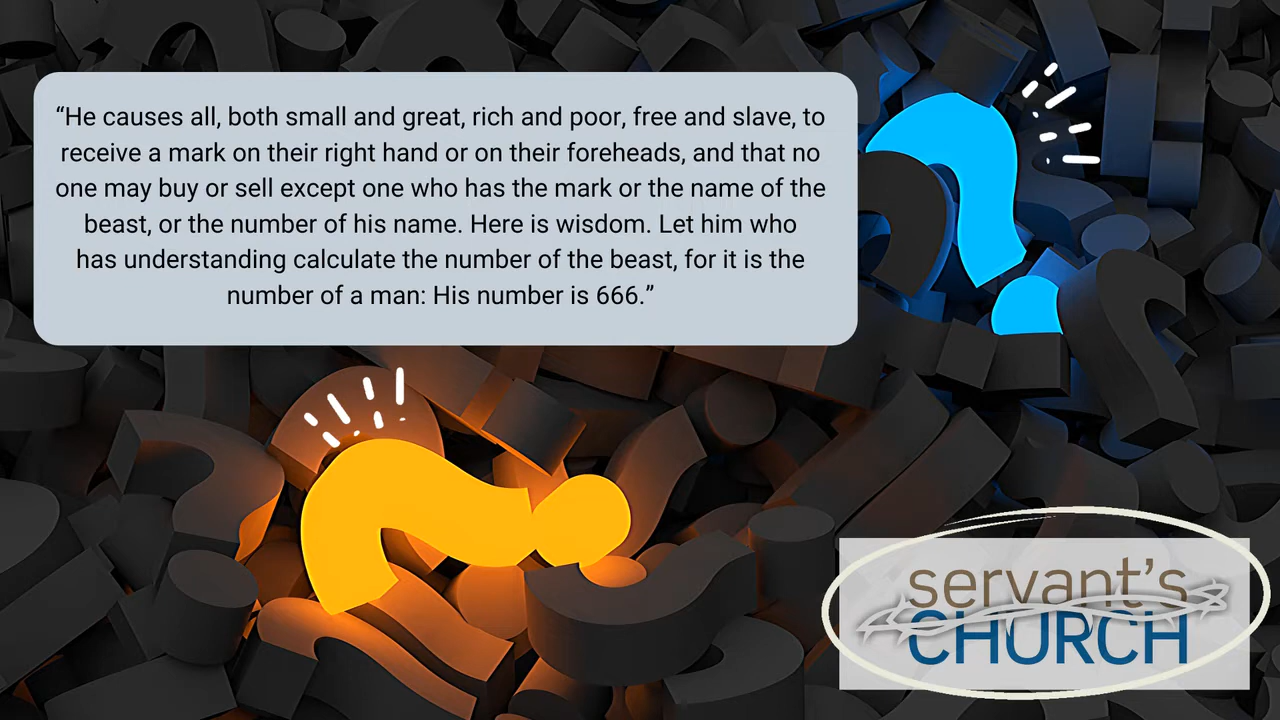 “He causes all, both small and great, rich and poor, free and slave, to
receive a mark on their right hand or on their foreheads, and that no
one may buy or sell except one who has the mark or the name of the
beast, or the number of his name. Here is wisdom. Let him who
has understanding calculate the number of the beast, for it is the
number of a man: His number is 666.”
servant's
CHURCH